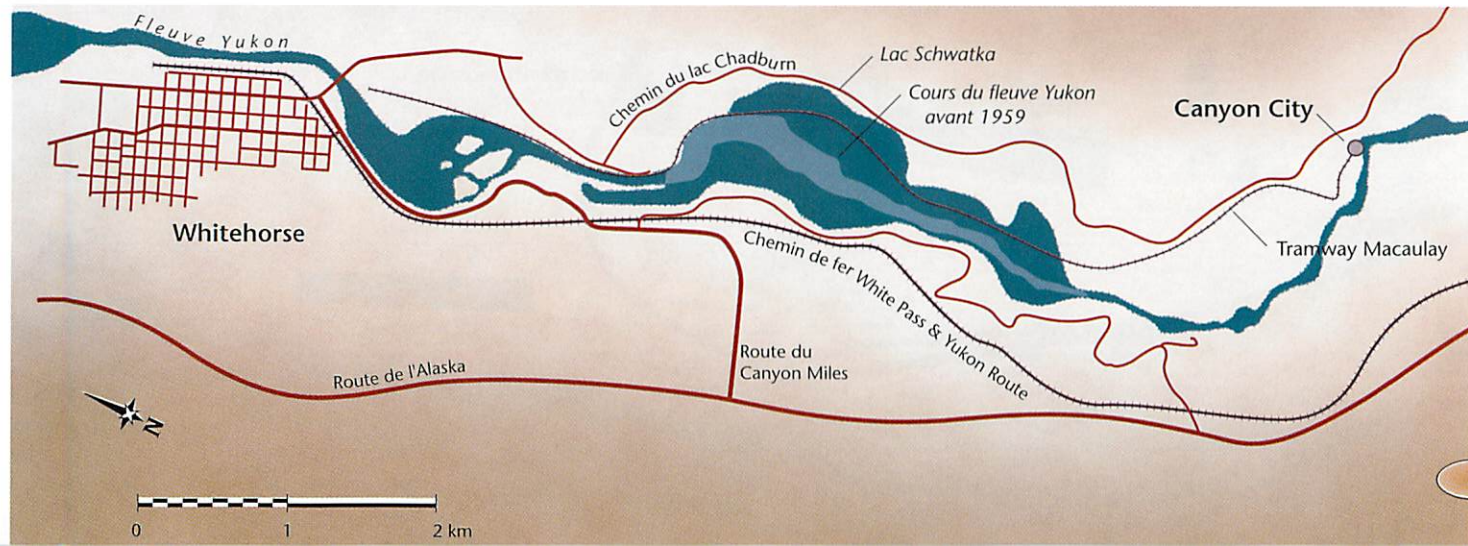 Fleuve Yukon
Chemin du lac Chadburn
Lac Schwatka
Cours du fleuve Yukon
avant 1959
Canyon City
Whitehorse
Tramway Macaulay
Chemin de fer White Pass & Yukon Route
Route du
Canyon Miles
Route de l'Alaska
N
0 1 2 km